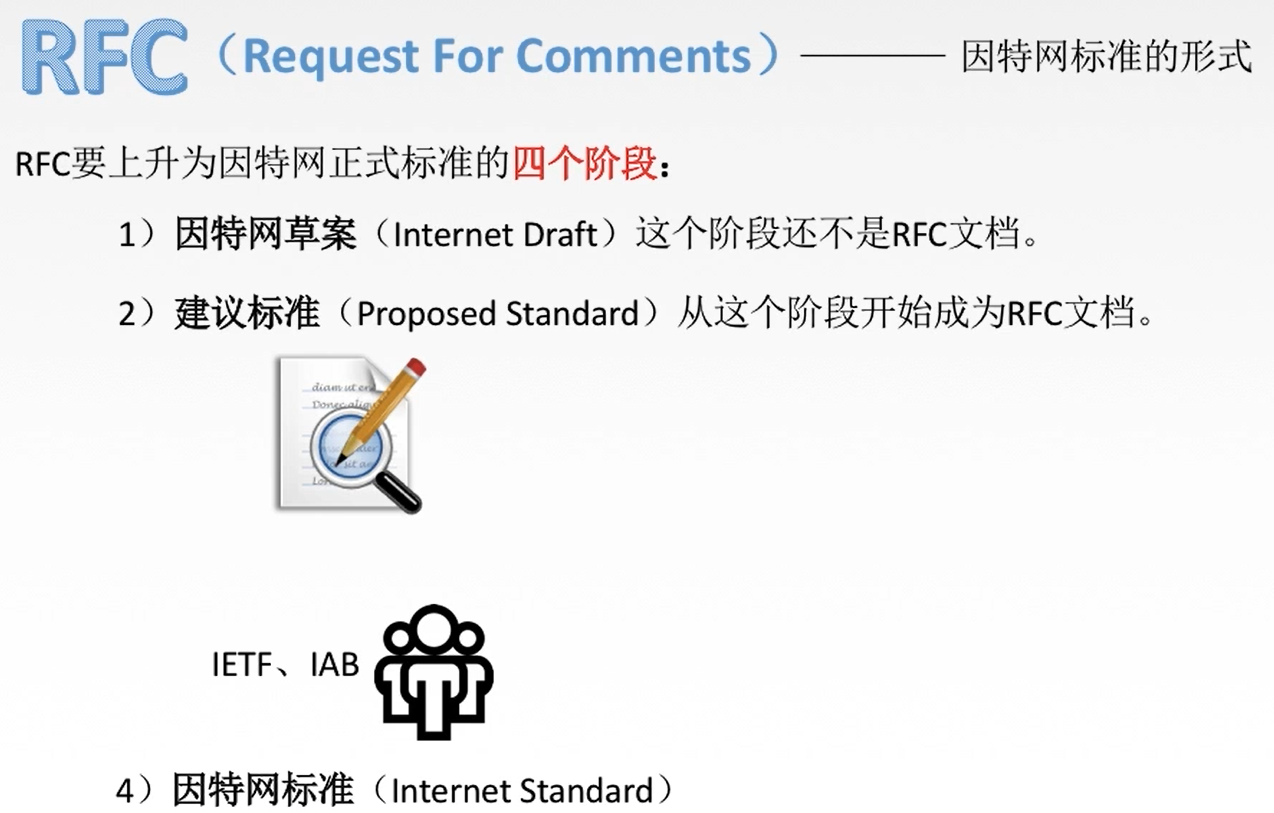 RFC（Request For Comments）———— 因特网标准的形式
RFC要上升为因特网正式标准的四个阶段：
1）因特网草案（Internet Draft）这个阶段还不是RFC文档。
2）建议标准（Proposed Standard）从这个阶段开始成为RFC文档。
diam ut
Donec
sit
IETF、IAB
4）因特网标准（Internet Standard）